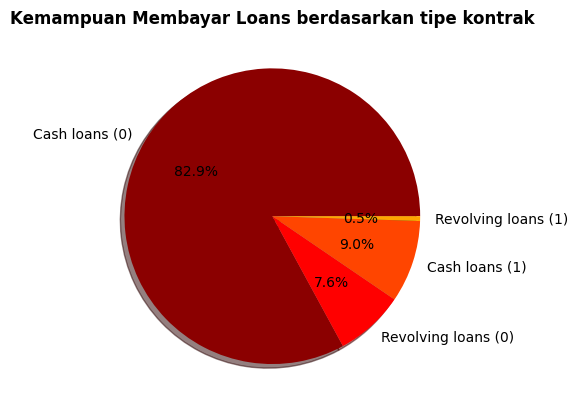 Kemampuan Membayar Loans berdasarkan tipe kontrak
Cash loans (0)
82.9%
0.5%
Revolving loans (1)
9.0%
Cash loans (1)
7.6%
Revolving loans (0)